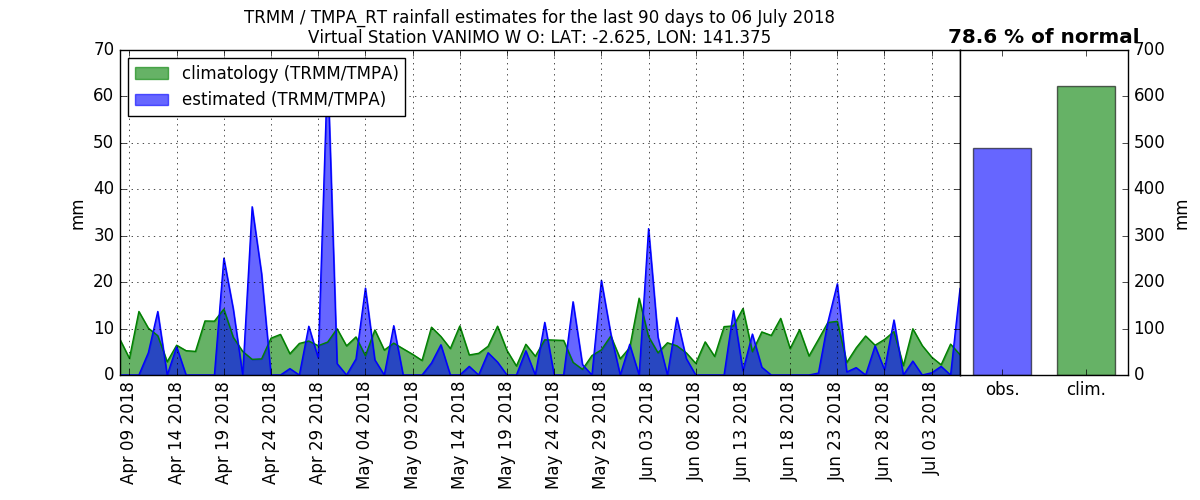 TRMM / TMPA_RT rainfall estimates for the last 90 days to 06 July 2018
Virtual Station VANIMO W O: LAT: -2.625, LON: 141.375
78.6 % of normal
climatology (TRMM/TMPA)
estimated (TRMM/TMPA)
70
60
50
40
30
20
10
0
mm
Apr 09 2018
Apr 14 2018
Apr 19 2018
Apr 24 2018
Apr 29 2018
May 04 2018
May 09 2018
May 14 2018
May 19 2018
May 24 2018
May 29 2018
Jun 03 2018
Jun 08 2018
Jun 13 2018
Jun 18 2018
Jun 23 2018
Jun 28 2018
Jul 03 2018
obs.
clim.
700
600
500
400
300
200
100
0
mm